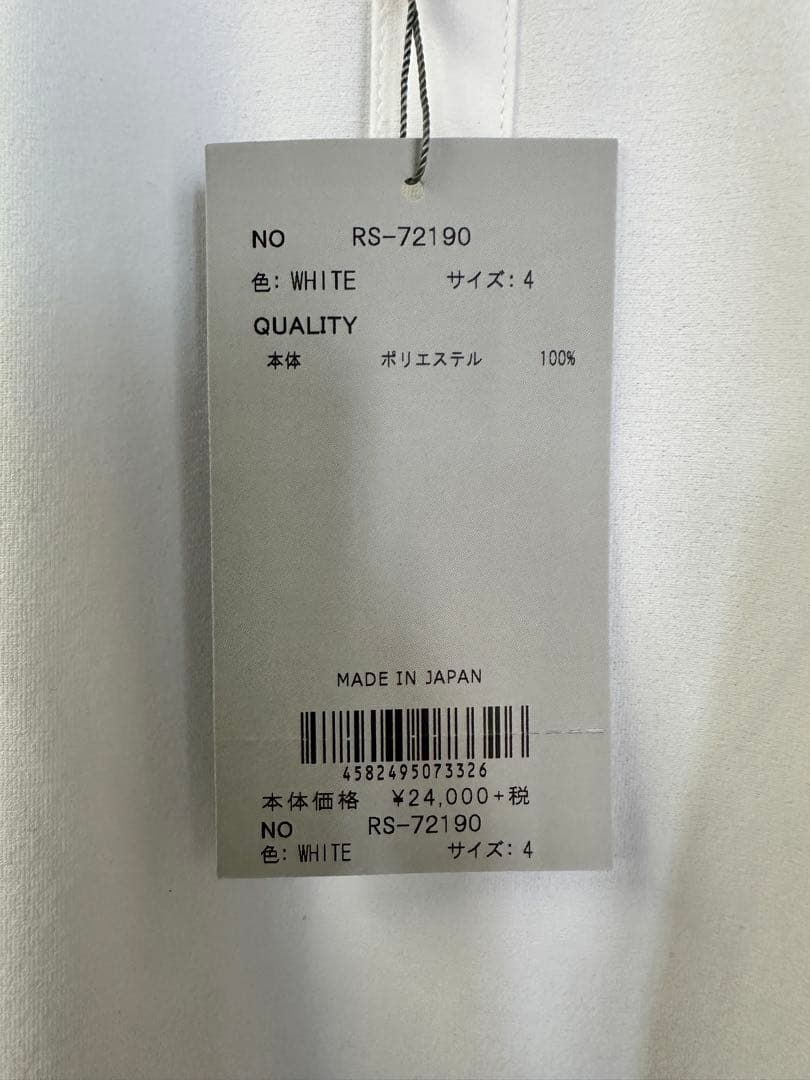 NO RS-72190
色: WHITE サイズ: 4
QUALITY
本体 ポリエステル 100%
MADE IN JAPAN
4582495073326
本体価格 ¥24,000+税
NO RS-72190
色: WHITE サイズ: 4